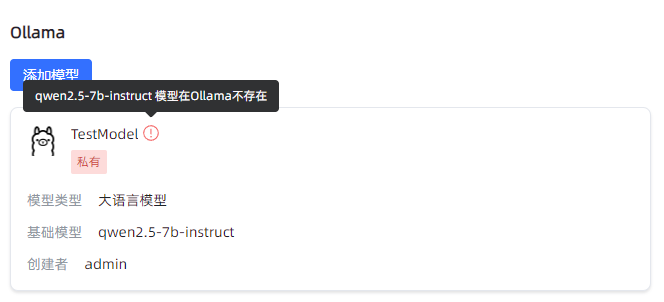 Ollama
添加模型
qwen2.5-7b-instruct 模型在Ollama不存在
TestModel
私有
模型类型 大语言模型
基础模型 qwen2.5-7b-instruct
创建者 admin